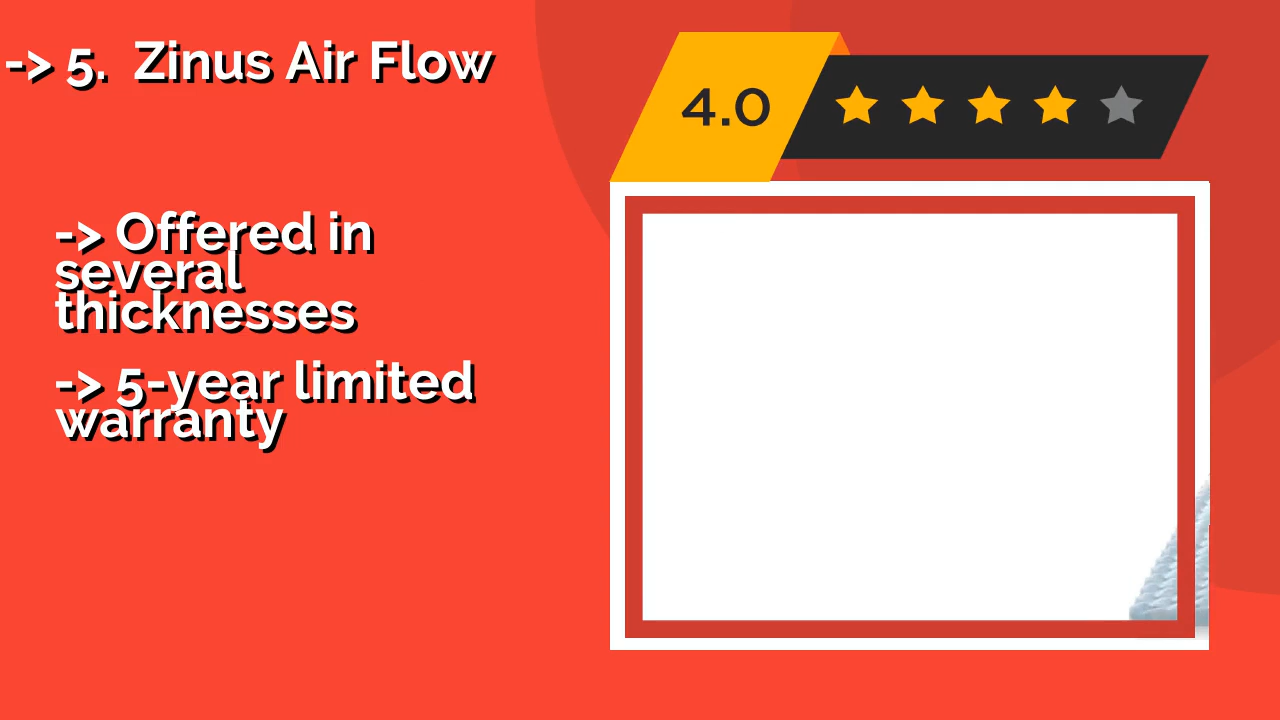 -> 5.  Zinus Air Flow
4.0
-> Offered in
several
thicknesses
-> 5-year limited
warranty